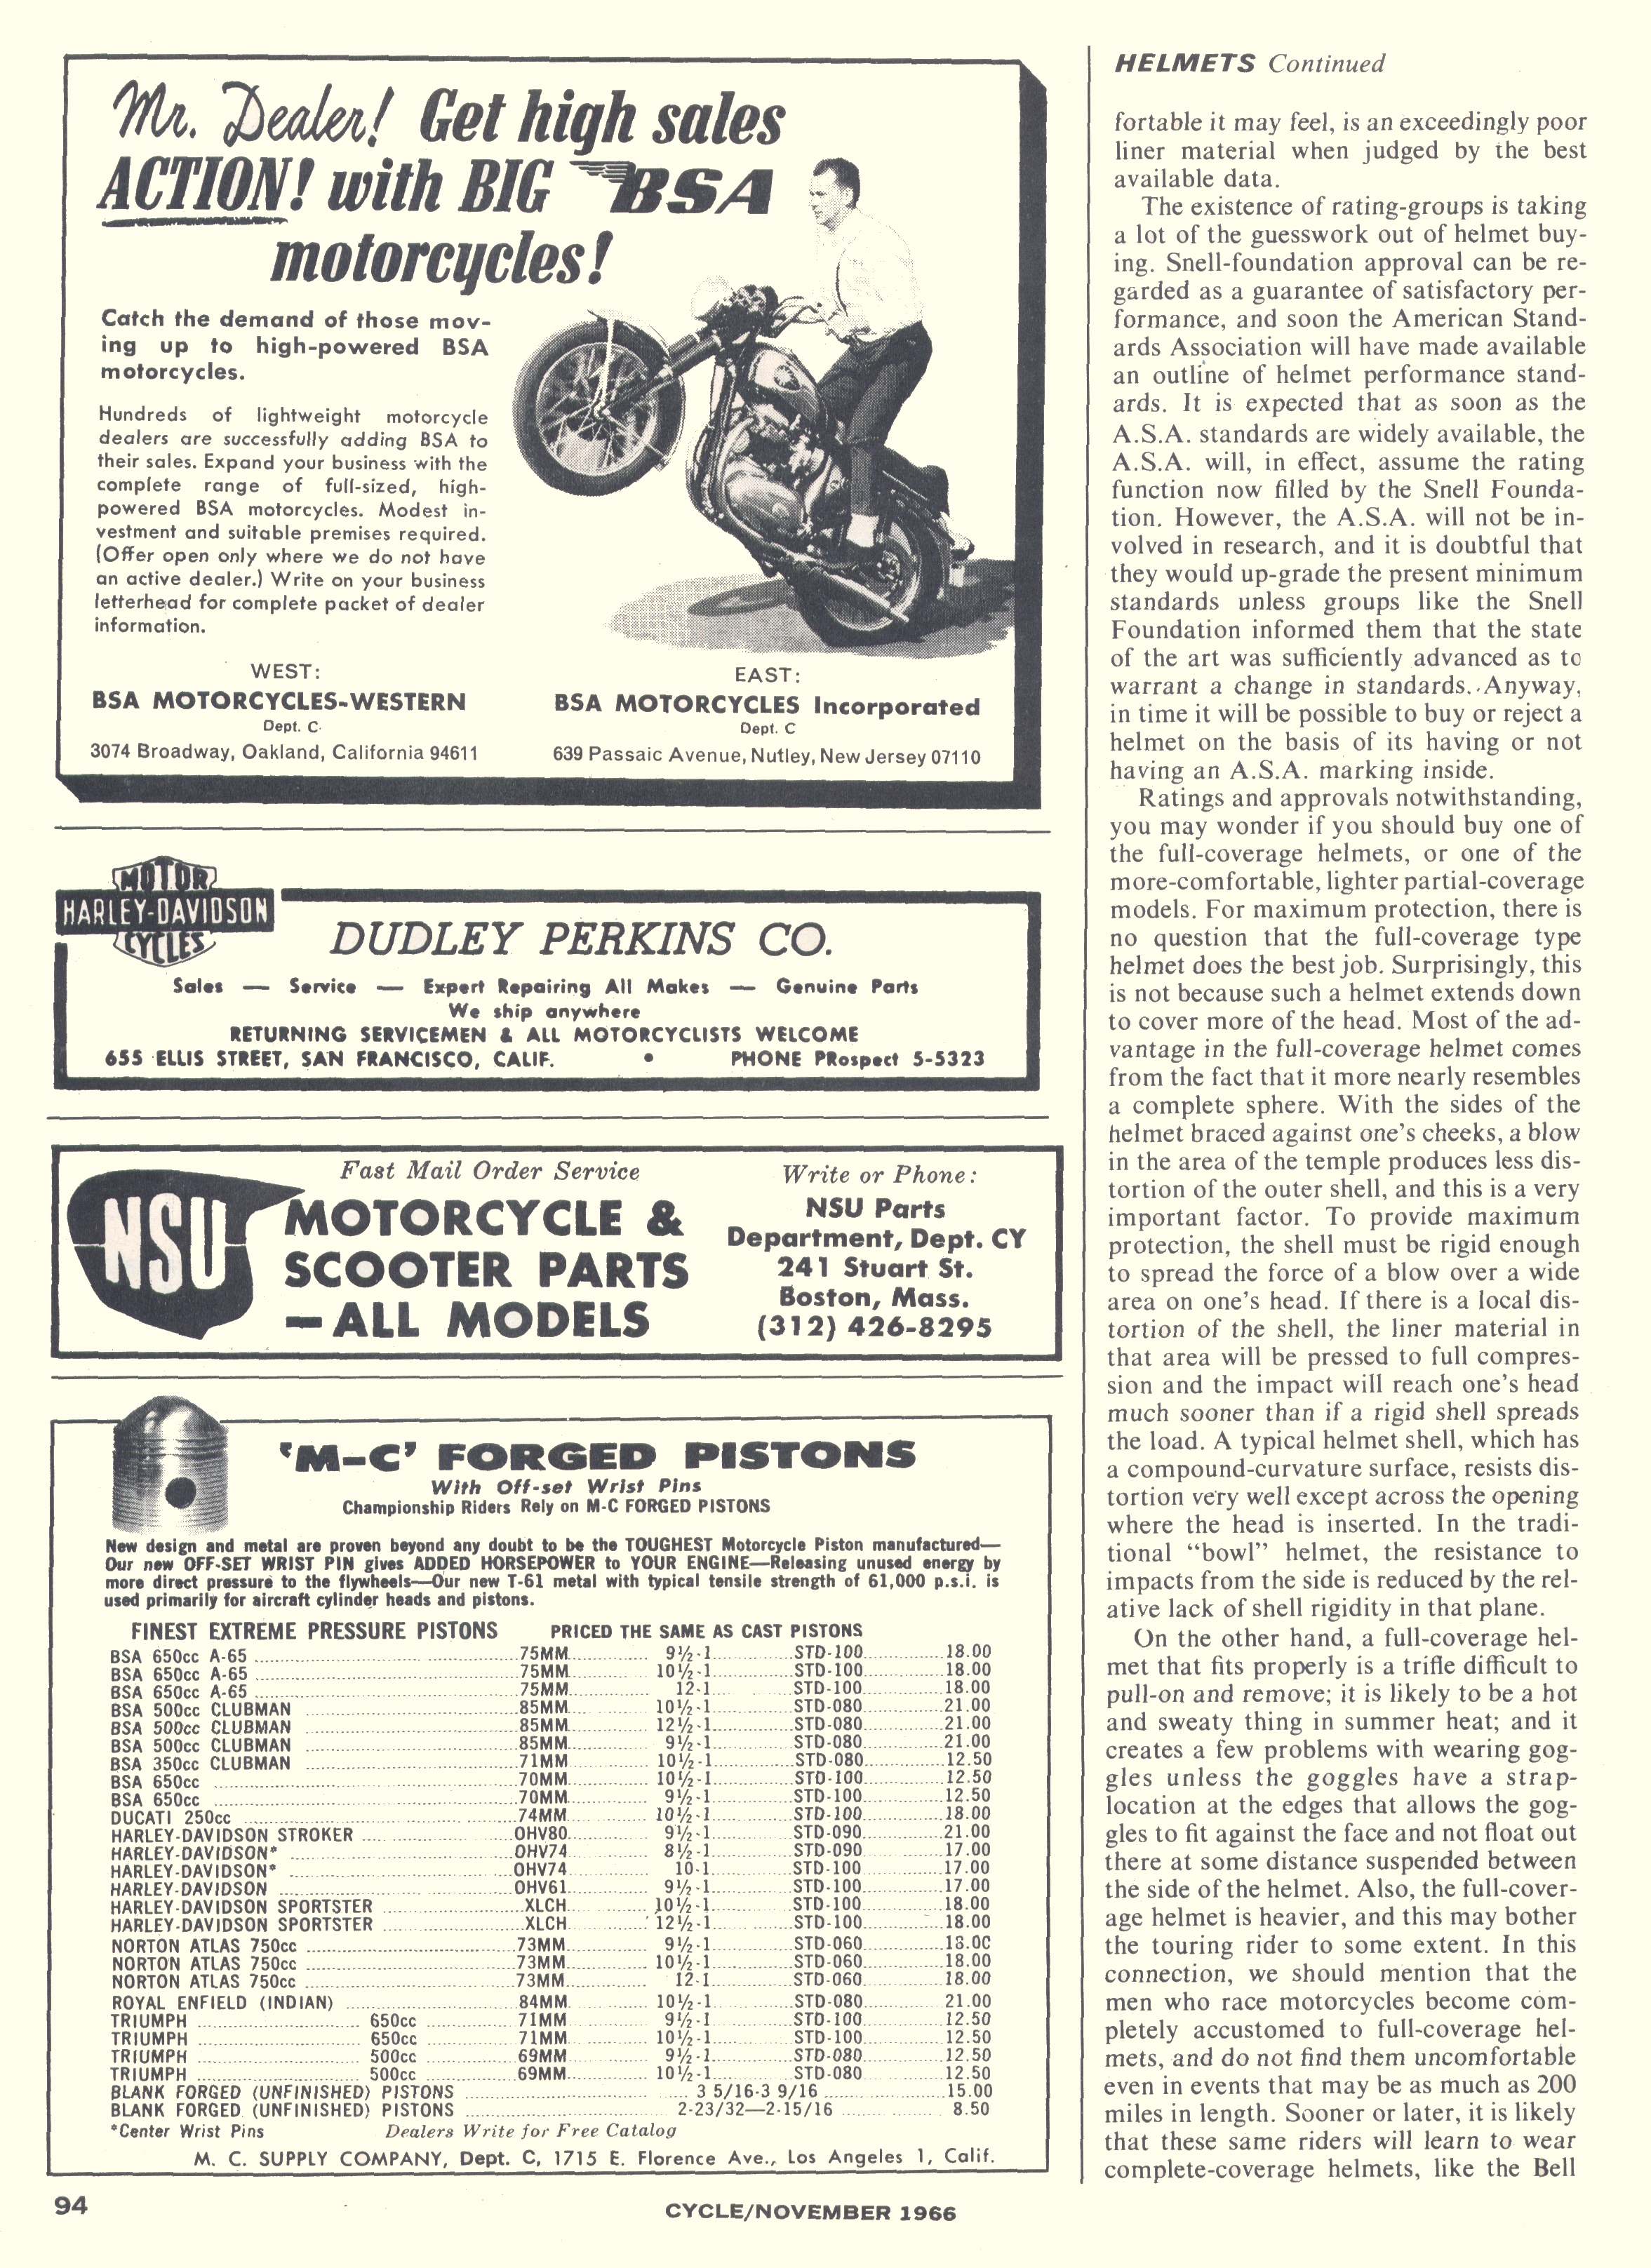 Mr. Dealer! Get high sales
ACTION! with BIG BSA
motorcycles!
Catch the demand of those mov-
ing up to high-powered BSA
motorcycles.
Hundreds of lightweight motorcycle
dealers are successfully adding BSA to
their sales. Expand your business with the
complete range of full-sized, high-
powered BSA motorcycles. Modest in-
vestment and suitable premises required.
(Offer open only where we do not have
an active dealer.) Write on your business
letterhead for complete packet of dealer
information.
WEST:
BSA MOTORCYCLES-WESTERN
Dept. C
3074 Broadway, Oakland, California 94611
EAST:
BSA MOTORCYCLES Incorporated
Dept. C
639 Passaic Avenue, Nutley, New Jersey 07110
MOTOR
HARLEY-DAVIDSON
CYCLES
DUDLEY PERKINS CO.
Sales — Service — Expert Repairing All Makes — Genuine Parts
We ship anywhere
RETURNING SERVICEMEN & ALL MOTORCYCLISTS WELCOME
655 ELLIS STREET, SAN FRANCISCO, CALIF. • PHONE PRospect 5-5323
NSU
Fast Mail Order Service
MOTORCYCLE &
SCOOTER PARTS
—ALL MODELS
Write or Phone:
NSU Parts
Department, Dept. CY
241 Stuart St.
Boston, Mass.
(312) 426-8295
'M-C' FORGED PISTONS
With Off-set Wrist Pins
Championship Riders Rely on M-C FORGED PISTONS
New design and metal are proven beyond any doubt to be the TOUGHEST Motorcycle Piston manufactured—
Our new OFF-SET WRIST PIN gives ADDED HORSEPOWER to YOUR ENGINE—Releasing unused energy by
more direct pressure to the flywheels—Our new T-61 metal with typical tensile strength of 61,000 p.s.i. is
used primarily for aircraft cylinder heads and pistons.
FINEST EXTREME PRESSURE PISTONS PRICED THE SAME AS CAST PISTONS
BSA 650cc A-65 75MM 9½-1 STD-100 18.00
BSA 650cc A-65 75MM 10½-1 STD-100 18.00
BSA 650cc A-65 75MM 12-1 STD-100 18.00
BSA 500cc CLUBMAN 85MM 10½-1 STD-080 21.00
BSA 500cc CLUBMAN 85MM 12½-1 STD-080 21.00
BSA 500cc CLUBMAN 85MM 9½-1 STD-080 21.00
BSA 350cc CLUBMAN 71MM 10½-1 STD-080 12.50
BSA 650cc 70MM 10½-1 STD-100 12.50
BSA 650cc 70MM 9½-1 STD-100 12.50
DUCATI 250cc 74MM 10½-1 STD-100 18.00
HARLEY-DAVIDSON STROKER OHV80 9½-1 STD-090 21.00
HARLEY-DAVIDSON* OHV74 8½-1 STD-090 17.00
HARLEY-DAVIDSON* OHV74 10-1 STD-100 17.00
HARLEY-DAVIDSON OHV61 9½-1 STD-100 17.00
HARLEY-DAVIDSON SPORTSTER XLCH 10½-1 STD-100 18.00
HARLEY-DAVIDSON SPORTSTER XLCH 12½-1 STD-100 18.00
NORTON ATLAS 750cc 73MM 9½-1 STD-060 18.00
NORTON ATLAS 750cc 73MM 10½-1 STD-060 18.00
NORTON ATLAS 750cc 73MM 12-1 STD-060 18.00
ROYAL ENFIELD (INDIAN) 84MM 10½-1 STD-080 21.00
TRIUMPH 650cc 71MM 9½-1 STD-100 12.50
TRIUMPH 650cc 71MM 10½-1 STD-100 12.50
TRIUMPH 500cc 69MM 9½-1 STD-080 12.50
TRIUMPH 500cc 69MM 10½-1 STD-080 12.50
BLANK FORGED (UNFINISHED) PISTONS 3 5/16-3 9/16 15.00
BLANK FORGED (UNFINISHED) PISTONS 2-23/32—2-15/16 8.50
*Center Wrist Pins Dealers Write for Free Catalog
M. C. SUPPLY COMPANY, Dept. C, 1715 E. Florence Ave., Los Angeles 1, Calif.
HELMETS Continued
fortable it may feel, is an exceedingly poor
liner material when judged by the best
available data.
The existence of rating-groups is taking
a lot of the guesswork out of helmet buy-
ing. Snell-foundation approval can be re-
garded as a guarantee of satisfactory per-
formance, and soon the American Stand-
ards Association will have made available
an outline of helmet performance stand-
ards. It is expected that as soon as the
A.S.A. standards are widely available, the
A.S.A. will, in effect, assume the rating
function now filled by the Snell Founda-
tion. However, the A.S.A. will not be in-
volved in research, and it is doubtful that
they would up-grade the present minimum
standards unless groups like the Snell
Foundation informed them that the state
of the art was sufficiently advanced as to
warrant a change in standards. Anyway,
in time it will be possible to buy or reject a
helmet on the basis of its having or not
having an A.S.A. marking inside.
Ratings and approvals notwithstanding,
you may wonder if you should buy one of
the full-coverage helmets, or one of the
more-comfortable, lighter partial-coverage
models. For maximum protection, there is
no question that the full-coverage type
helmet does the best job. Surprisingly, this
is not because such a helmet extends down
to cover more of the head. Most of the ad-
vantage in the full-coverage helmet comes
from the fact that it more nearly resembles
a complete sphere. With the sides of the
helmet braced against one's cheeks, a blow
in the area of the temple produces less dis-
tortion of the outer shell, and this is a very
important factor. To provide maximum
protection, the shell must be rigid enough
to spread the force of a blow over a wide
area on one's head. If there is a local dis-
tortion of the shell, the liner material in
that area will be pressed to full compres-
sion and the impact will reach one's head
much sooner than if a rigid shell spreads
the load. A typical helmet shell, which has
a compound-curvature surface, resists dis-
tortion very well except across the opening
where the head is inserted. In the tradi-
tional “bowl” helmet, the resistance to
impacts from the side is reduced by the rel-
ative lack of shell rigidity in that plane.
On the other hand, a full-coverage hel-
met that fits properly is a trifle difficult to
pull-on and remove; it is likely to be a hot
and sweaty thing in summer heat; and it
creates a few problems with wearing gog-
gles unless the goggles have a strap-
location at the edges that allows the gog-
gles to fit against the face and not float out
there at some distance suspended between
the side of the helmet. Also, the full-cover-
age helmet is heavier, and this may bother
the touring rider to some extent. In this
connection, we should mention that the
men who race motorcycles become com-
pletely accustomed to full-coverage hel-
mets, and do not find them uncomfortable
even in events that may be as much as 200
miles in length. Sooner or later, it is likely
that these same riders will learn to wear
complete-coverage helmets, like the Bell
94
CYCLE/NOVEMBER 1966